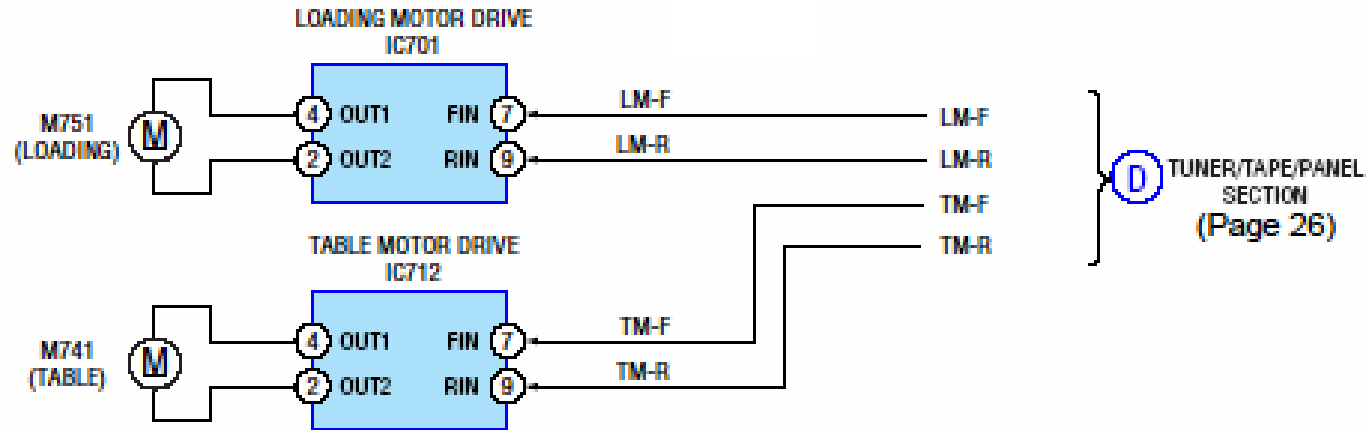 LOADING MOTOR DRIVE
IC701
M751
(LOADING)
M
4 OUT1 FIN 7
2 OUT2 RIN 9
LM-F
LM-R
LM-F
LM-R
TM-F
TM-R
D
TUNER/TAPE/PANEL
SECTION
(Page 26)
TABLE MOTOR DRIVE
IC712
M741
(TABLE)
M
4 OUT1 FIN 7
2 OUT2 RIN 9
TM-F
TM-R